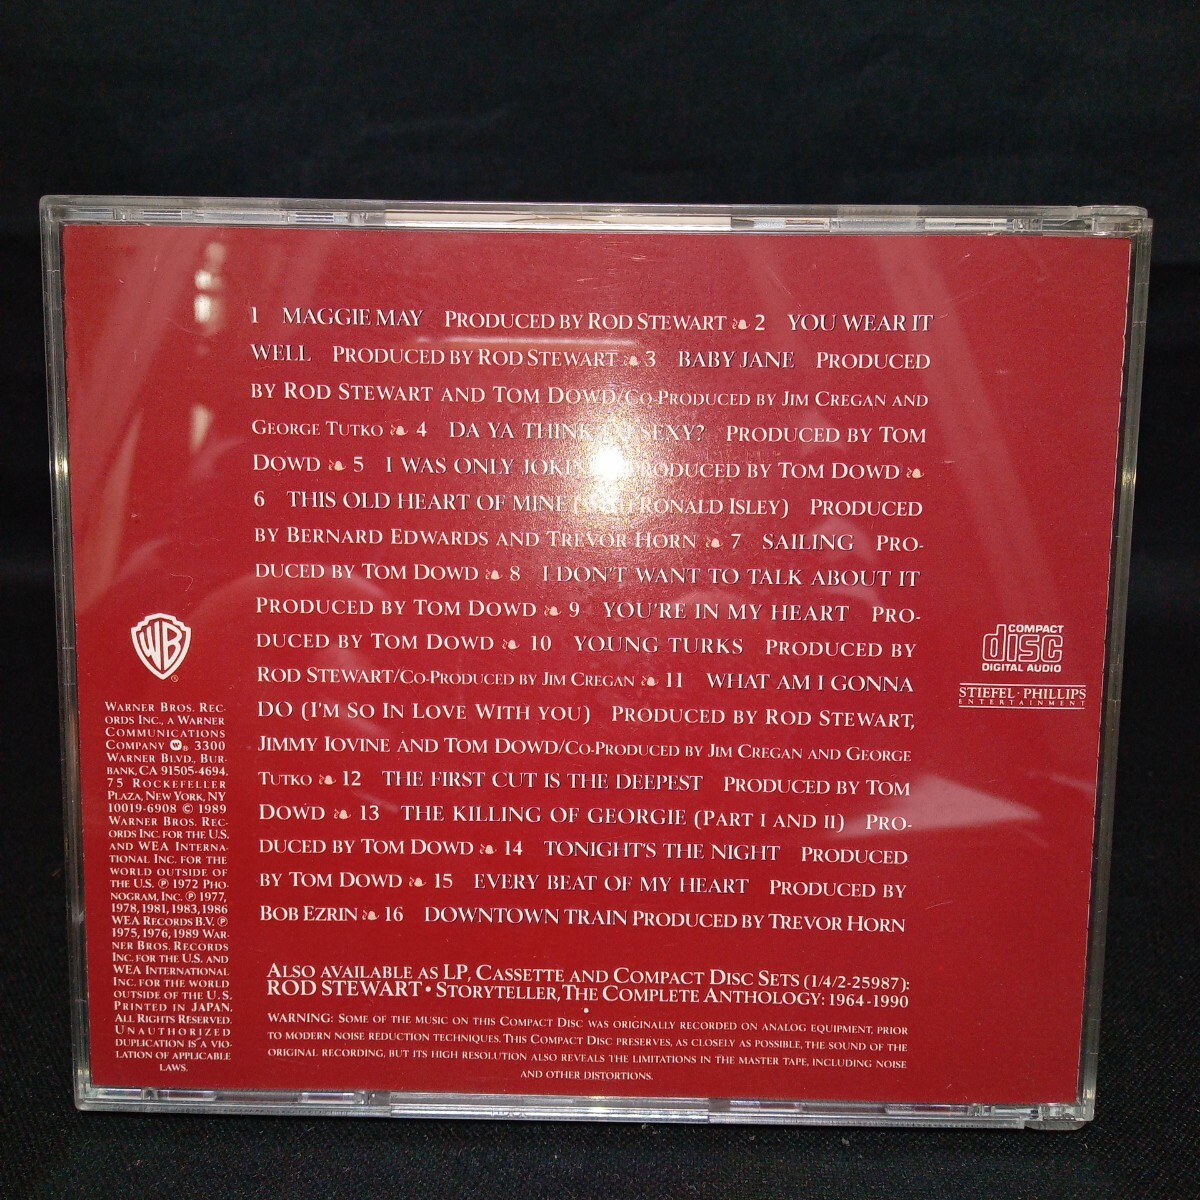 1 MAGGIE MAY PRODUCED BY ROD STEWART 2 YOU WEAR IT
WELL PRODUCED BY ROD STEWART 3 BABY JANE PRODUCED
BY ROD STEWART AND TOM DOWD/CO-PRODUCED BY JIM CREGAN AND
GEORGE TUTKO 4 DA YA THINK SEXY? PRODUCED BY TOM
DOWD 5 I WAS ONLY PRODUCED BY TOM DOWD
6 THIS OLD HEART OF MINE RONALD ISLEY) PRODUCED
BY BERNARD EDWARDS AND TREVOR HORN 7 SAILING PRO-
DUCED BY TOM DOWD 8 I DON'T WANT TO TALK ABOUT IT
PRODUCED BY TOM DOWD 9 YOU'RE IN MY HEART PRO-
DUCED BY TOM DOWD 10 YOUNG TURKS PRODUCED BY
ROD STEWART/CO-PRODUCED BY JIM CREGAN 11 WHAT AM I GONNA
DO (I'M SO IN LOVE WITH YOU) PRODUCED BY ROD STEWART,
JIMMY IOVINE AND TOM DOWD/CO-PRODUCED BY JIM CREGAN AND GEORGE
TUTKO 12 THE FIRST CUT IS THE DEEPEST PRODUCED BY TOM
DOWD 13 THE KILLING OF GEORGIE (PART I AND II) PRO-
DUCED BY TOM DOWD 14 TONIGHT'S THE NIGHT PRODUCED
BY TOM DOWD 15 EVERY BEAT OF MY HEART PRODUCED BY
BOB EZRIN 16 DOWNTOWN TRAIN PRODUCED BY TREVOR HORN
ALSO AVAILABLE AS LP, CASSETTE AND COMPACT DISC SETS (1/4/2-25987):
ROD STEWART • STORYTELLER, THE COMPLETE ANTHOLOGY: 1964-1990
WARNING: SOME OF THE MUSIC ON THIS COMPACT DISC WAS ORIGINALLY RECORDED ON ANALOG EQUIPMENT, PRIOR
TO MODERN NOISE REDUCTION TECHNIQUES. THIS COMPACT DISC PRESERVES, AS CLOSELY AS POSSIBLE, THE SOUND OF THE
ORIGINAL RECORDING, BUT ITS HIGH RESOLUTION ALSO REVEALS THE LIMITATIONS IN THE MASTER TAPE, INCLUDING NOISE
AND OTHER DISTORTIONS.
WB
®
WARNER BROS. REC-
ORDS INC., A WARNER
COMMUNICATIONS
COMPANY 3300
WARNER BLVD., BUR-
BANK, CA 91505-4694.
75 ROCKEFELLER
PLAZA, NEW YORK, NY
10019-6908 © 1989
WARNER BROS. REC-
ORDS INC. FOR THE U.S.
AND WEA INTERNA-
TIONAL INC. FOR THE
WORLD OUTSIDE OF
THE U.S. ℗ 1972 PHO-
NOGRAM, INC. ℗ 1977,
1978, 1981, 1983, 1986
WEA RECORDS B.V. ℗
1975, 1976, 1989 WAR-
NER BROS. RECORDS
INC. FOR THE U.S. AND
WEA INTERNATIONAL
INC. FOR THE WORLD
OUTSIDE OF THE U.S.
PRINTED IN JAPAN.
ALL RIGHTS RESERVED.
UNAUTHORIZED
DUPLICATION IS A VIO-
LATION OF APPLICABLE
LAWS.
COMPACT
disc
DIGITAL AUDIO
STIEFEL · PHILLIPS
ENTERTAINMENT